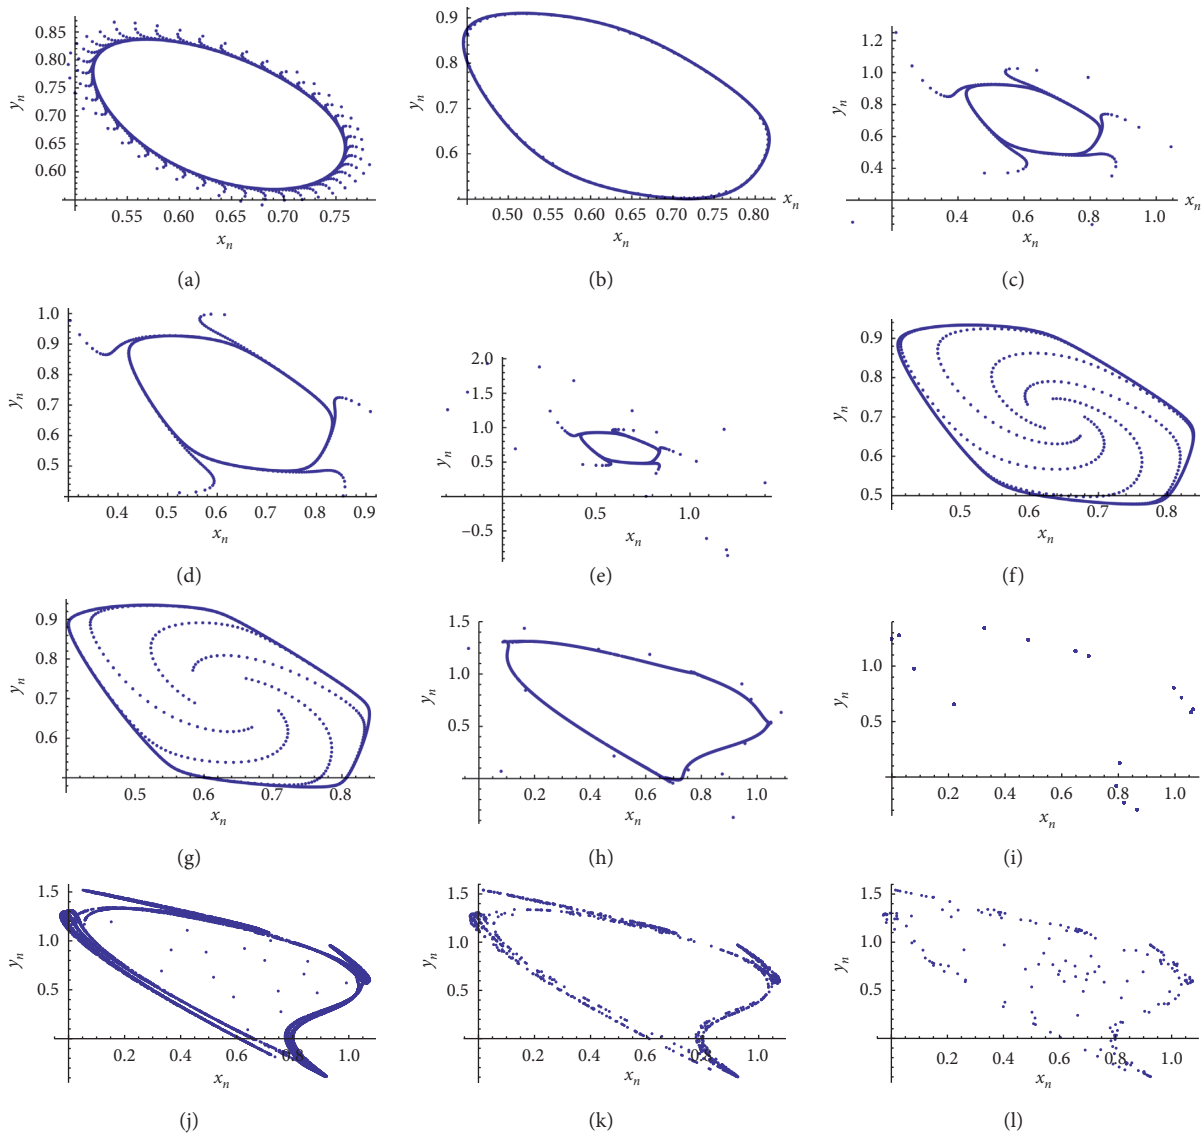 0.85
0.80
0.75
0.70
0.65
0.60
y_n
0.55 0.60 0.65 0.70 0.75
x_n
(a)
0.9
0.8
0.7
0.6
y_n
0.50 0.55 0.60 0.65 0.70 0.75 0.80
x_n
x_n
(b)
1.2
1.0
0.8
0.6
0.4
y_n
0.4 0.6 0.8 1.0
x_n
x_n
(c)
1.0
0.9
0.8
0.7
0.6
0.5
y_n
0.4 0.5 0.6 0.7 0.8 0.9
x_n
(d)
2.0
1.5
1.0
0.5
−0.5
y_n
0.5 1.0
x_n
(e)
0.9
0.8
0.7
0.6
0.5
y_n
0.5 0.6 0.7 0.8
x_n
(f)
0.9
0.8
0.7
0.6
y_n
0.5 0.6 0.7 0.8
x_n
(g)
1.5
1.0
0.5
0
y_n
0.2 0.4 0.6 0.8 1.0
x_n
(h)
1.0
0.5
y_n
0.2 0.4 0.6 0.8 1.0
x_n
(i)
1.5
1.0
0.5
0
y_n
0.2 0.4 0.6 0.8 1.0
x_n
(j)
1.5
1.0
0.5
0
y_n
0.2 0.4 0.6 0.8 1.0
x_n
(k)
1.5
1.0
0.5
0
y_n
0.2 0.4 0.6 0.8 1.0
x_n
(l)